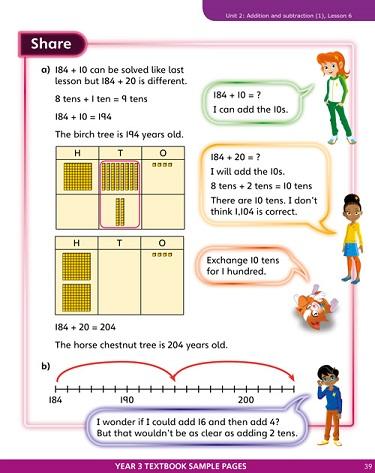 Unit 2: Addition and subtraction (1), Lesson 6
Share
a) 184 + 10 can be solved like last
lesson but 184 + 20 is different.
8 tens + 1 ten = 9 tens
184 + 10 = 194
The birch tree is 194 years old.
184 + 10 = ?
I can add the 10s.
H T O
184 + 20 = ?
I will add the 10s.
8 tens + 2 tens = 10 tens
There are 10 tens. I don't
think 1,104 is correct.
H T O
Exchange 10 tens
for 1 hundred.
184 + 20 = 204
The horse chestnut tree is 204 years old.
b)
184 190 200
I wonder if I could add 16 and then add 4?
But that wouldn't be as clear as adding 2 tens.
YEAR 3 TEXTBOOK SAMPLE PAGES
39